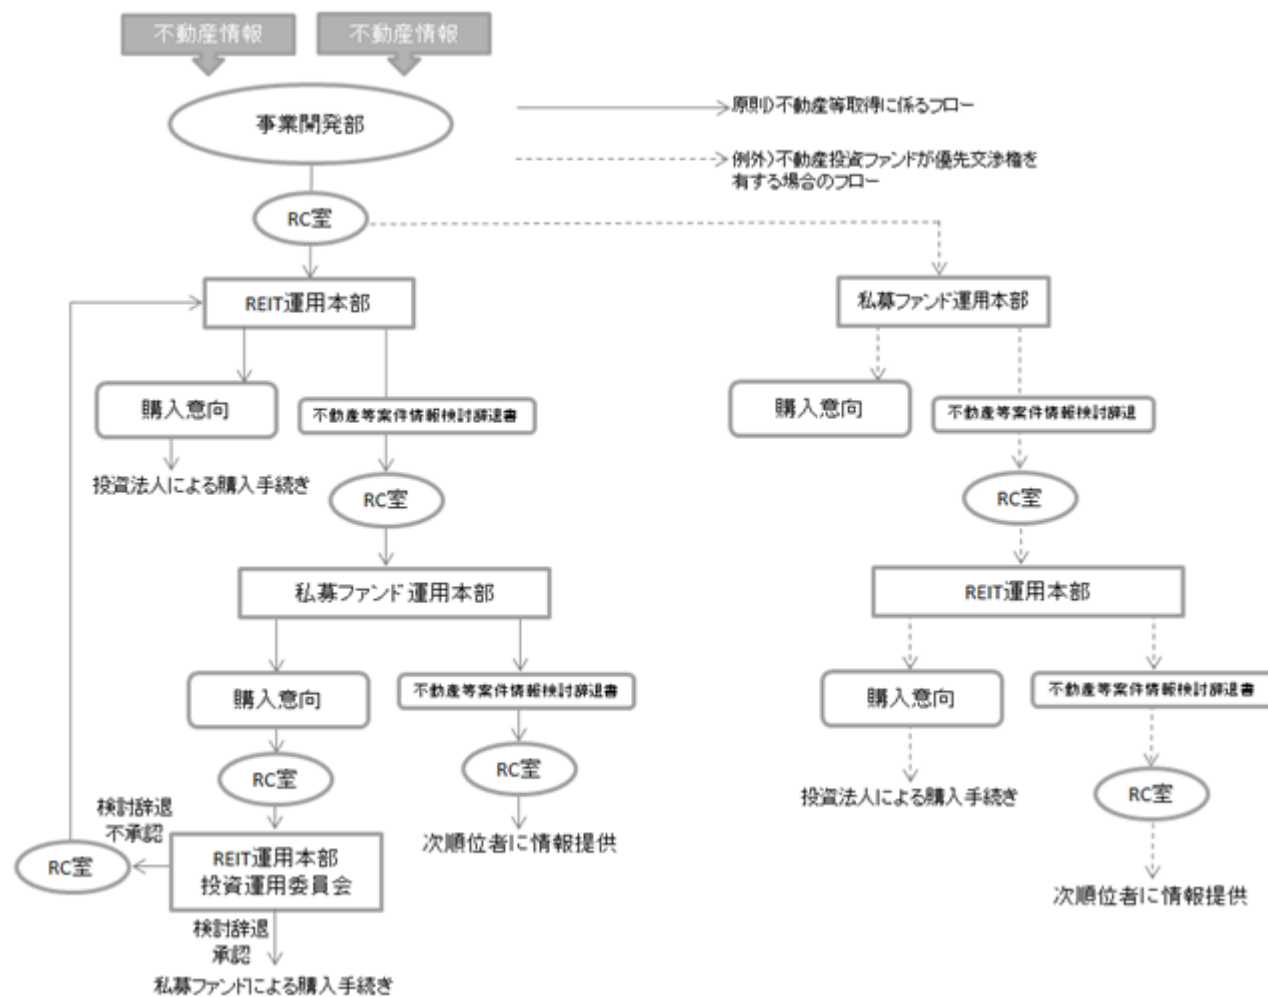 不動産情報
不動産情報
事業開発部
原則)不動産等取得に係るフロー
例外)不動産投資ファンドが優先交渉権を
有する場合のフロー
RC室
REIT運用本部
私募ファンド運用本部
購入意向
不動産等案件情報検討辞退書
購入意向
不動産等案件情報検討辞退
投資法人による購入手続き
RC室
RC室
私募ファンド運用本部
REIT運用本部
購入意向
不動産等案件情報検討辞退書
購入意向
不動産等案件情報検討辞退書
RC室
RC室
投資法人による購入手続き
RC室
検討辞退
不承認
次順位者に情報提供
RC室
REIT運用本部
投資運用委員会
次順位者に情報提供
検討辞退
承認
私募ファンドによる購入手続き